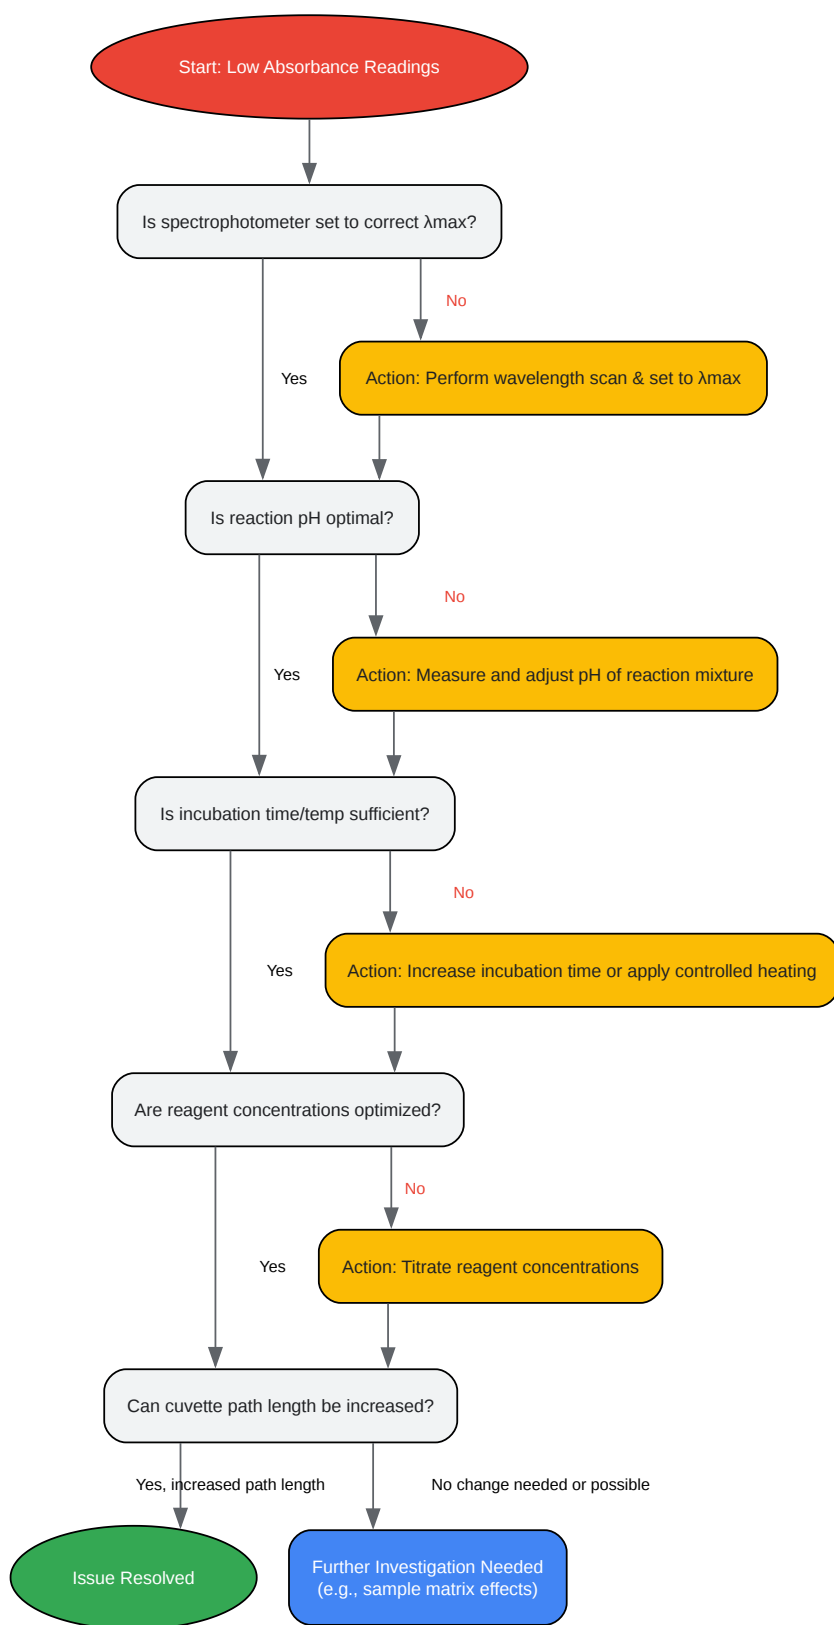 Start: Low Absorbance Readings
Is spectrophotometer set to correct λmax?
No
Yes
Action: Perform wavelength scan & set to λmax
Is reaction pH optimal?
No
Yes
Action: Measure and adjust pH of reaction mixture
Is incubation time/temp sufficient?
No
Yes
Action: Increase incubation time or apply controlled heating
Are reagent concentrations optimized?
No
Yes
Action: Titrate reagent concentrations
Can cuvette path length be increased?
Yes, increased path length
No change needed or possible
Issue Resolved
Further Investigation Needed
(e.g., sample matrix effects)